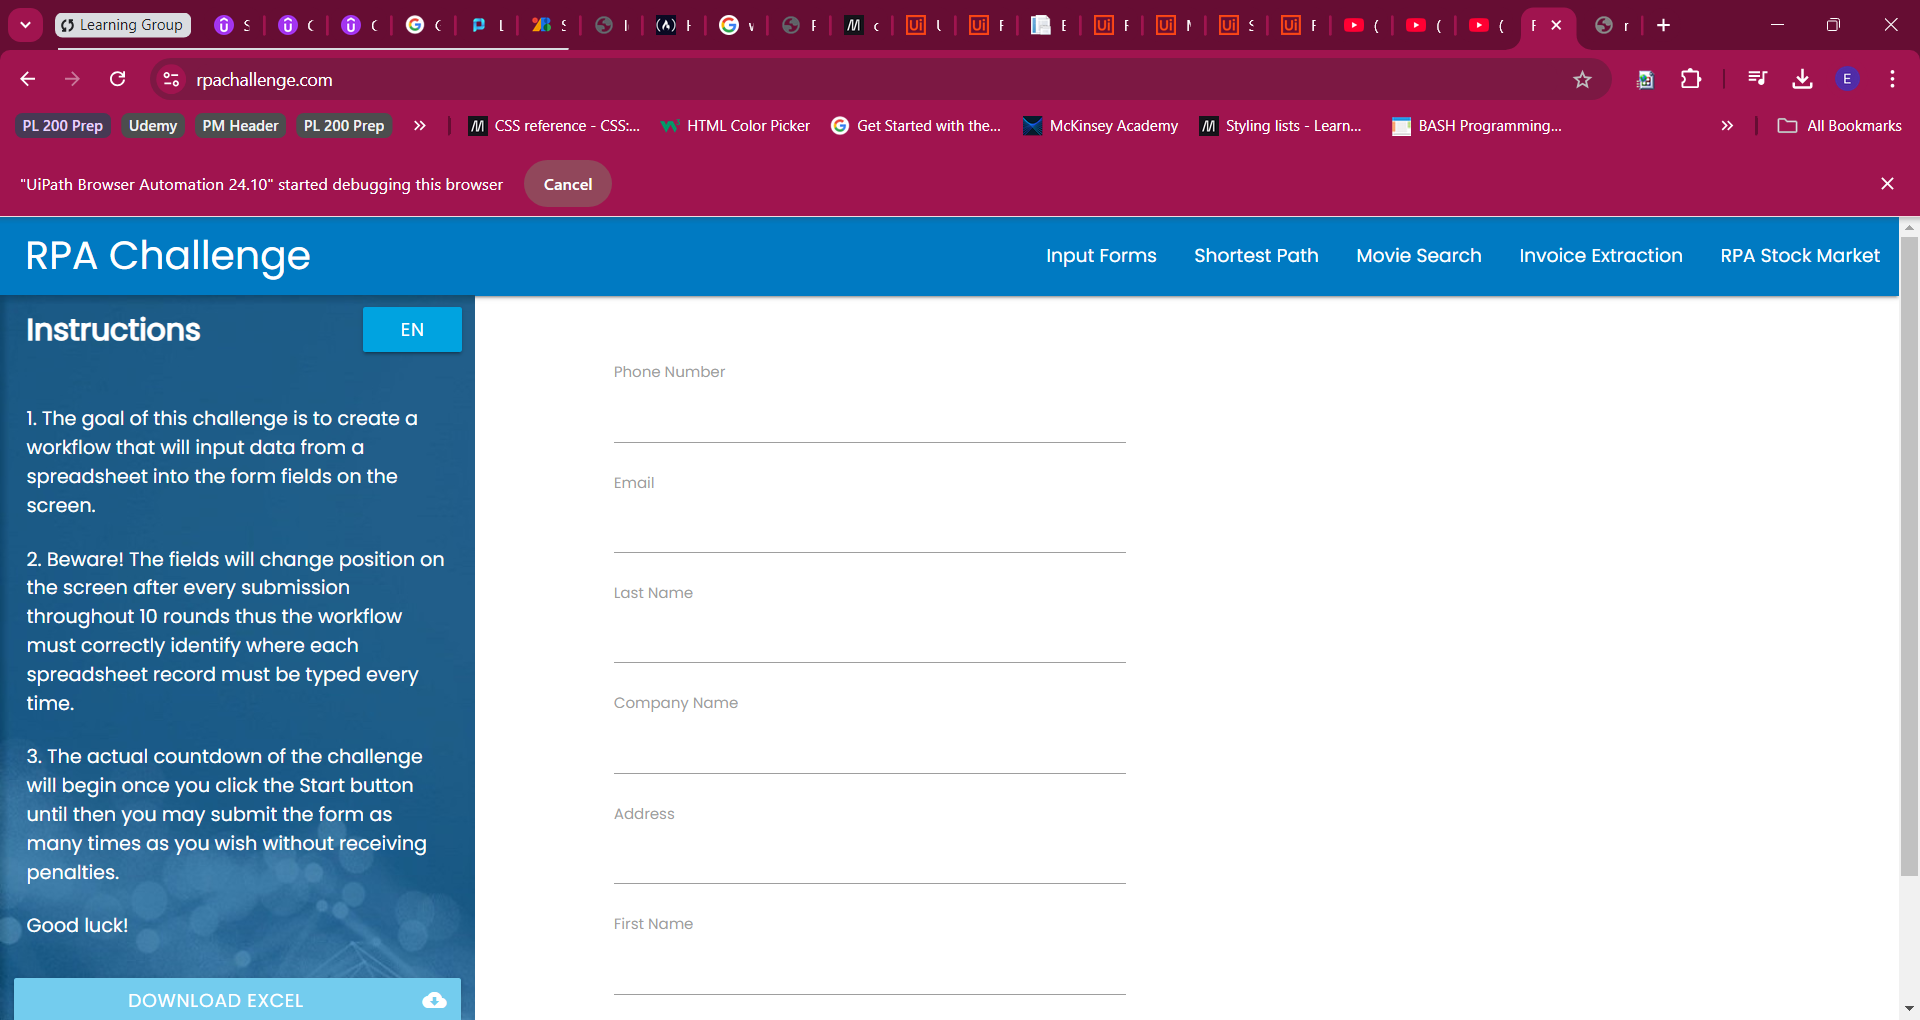 Learning Group
rpachallenge.com
E
PL 200 Prep
Udemy
PM Header
PL 200 Prep
CSS reference - CSS:...
HTML Color Picker
Get Started with the...
McKinsey Academy
Styling lists - Learn...
BASH Programming...
All Bookmarks
"UiPath Browser Automation 24.10" started debugging this browser
Cancel
RPA Challenge
Input Forms
Shortest Path
Movie Search
Invoice Extraction
RPA Stock Market
Instructions
EN
1. The goal of this challenge is to create a
workflow that will input data from a
spreadsheet into the form fields on the
screen.
2. Beware! The fields will change position on
the screen after every submission
throughout 10 rounds thus the workflow
must correctly identify where each
spreadsheet record must be typed every
time.
3. The actual countdown of the challenge
will begin once you click the Start button
until then you may submit the form as
many times as you wish without receiving
penalties.
Good luck!
DOWNLOAD EXCEL
Phone Number
Email
Last Name
Company Name
Address
First Name